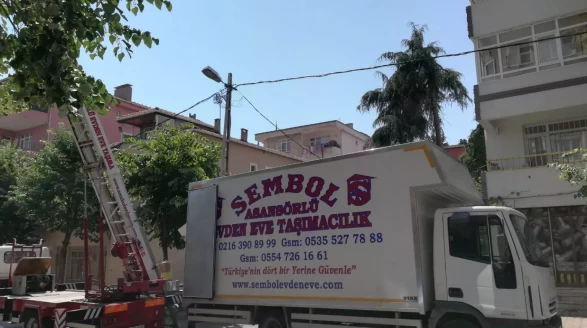 SEMBOL S
ASANSÖRLÜ
EVDEN EVE TAŞIMACILIK
0216 390 89 99 Gsm: 0535 527 78 88
Gsm: 0554 726 16 61
"Türkiye'nin dört bir Yerine Güvenle"
www.sembolevdeneve.com